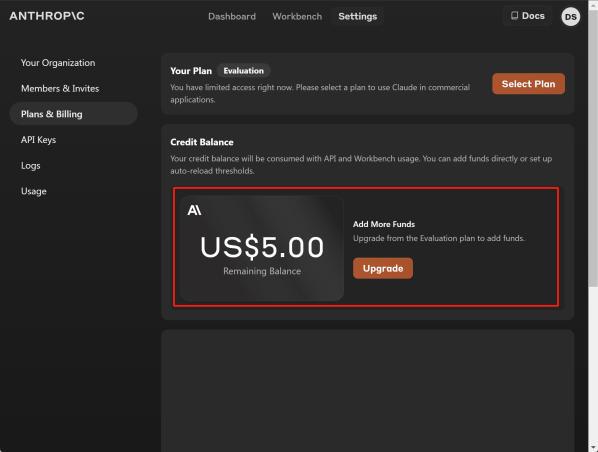 ANTHROP\C
Dashboard
Workbench
Settings
Docs
DS
Your Organization
Members & Invites
Plans & Billing
API Keys
Logs
Usage
Your Plan Evaluation
You have limited access right now. Please select a plan to use Claude in commercial
applications.
Select Plan
Credit Balance
Your credit balance will be consumed with API and Workbench usage. You can add funds directly or set up
auto-reload thresholds.
A\
US$5.00
Remaining Balance
Add More Funds
Upgrade from the Evaluation plan to add funds.
Upgrade